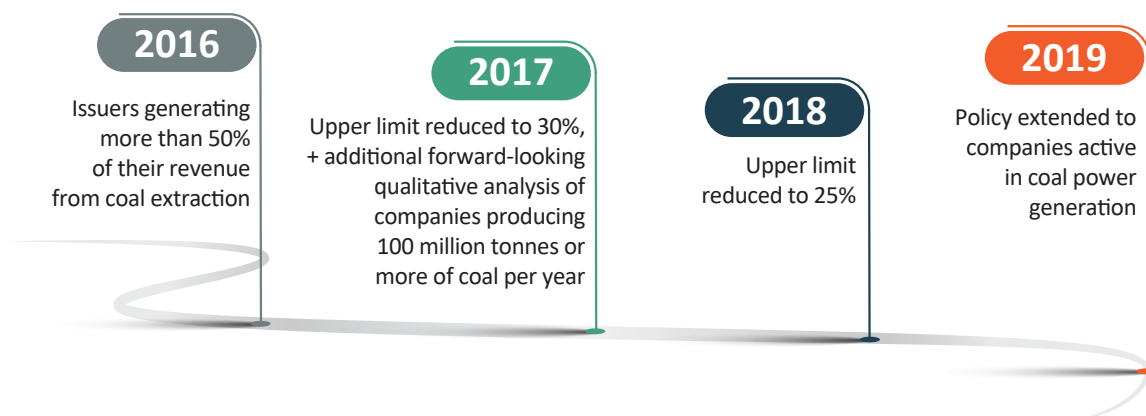 2016
Issuers generating
more than 50%
of their revenue
from coal extraction
2017
Upper limit reduced to 30%,
+ additional forward-looking
qualitative analysis of
companies producing
100 million tonnes or
more of coal per year
2018
Upper limit
reduced to 25%
2019
Policy extended to
companies active
in coal power
generation